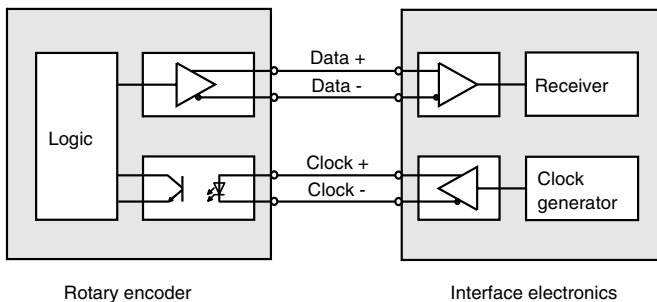 Data +
Data -
Receiver
Logic
Clock +
Clock -
Clock
generator
Rotary encoder
Interface electronics